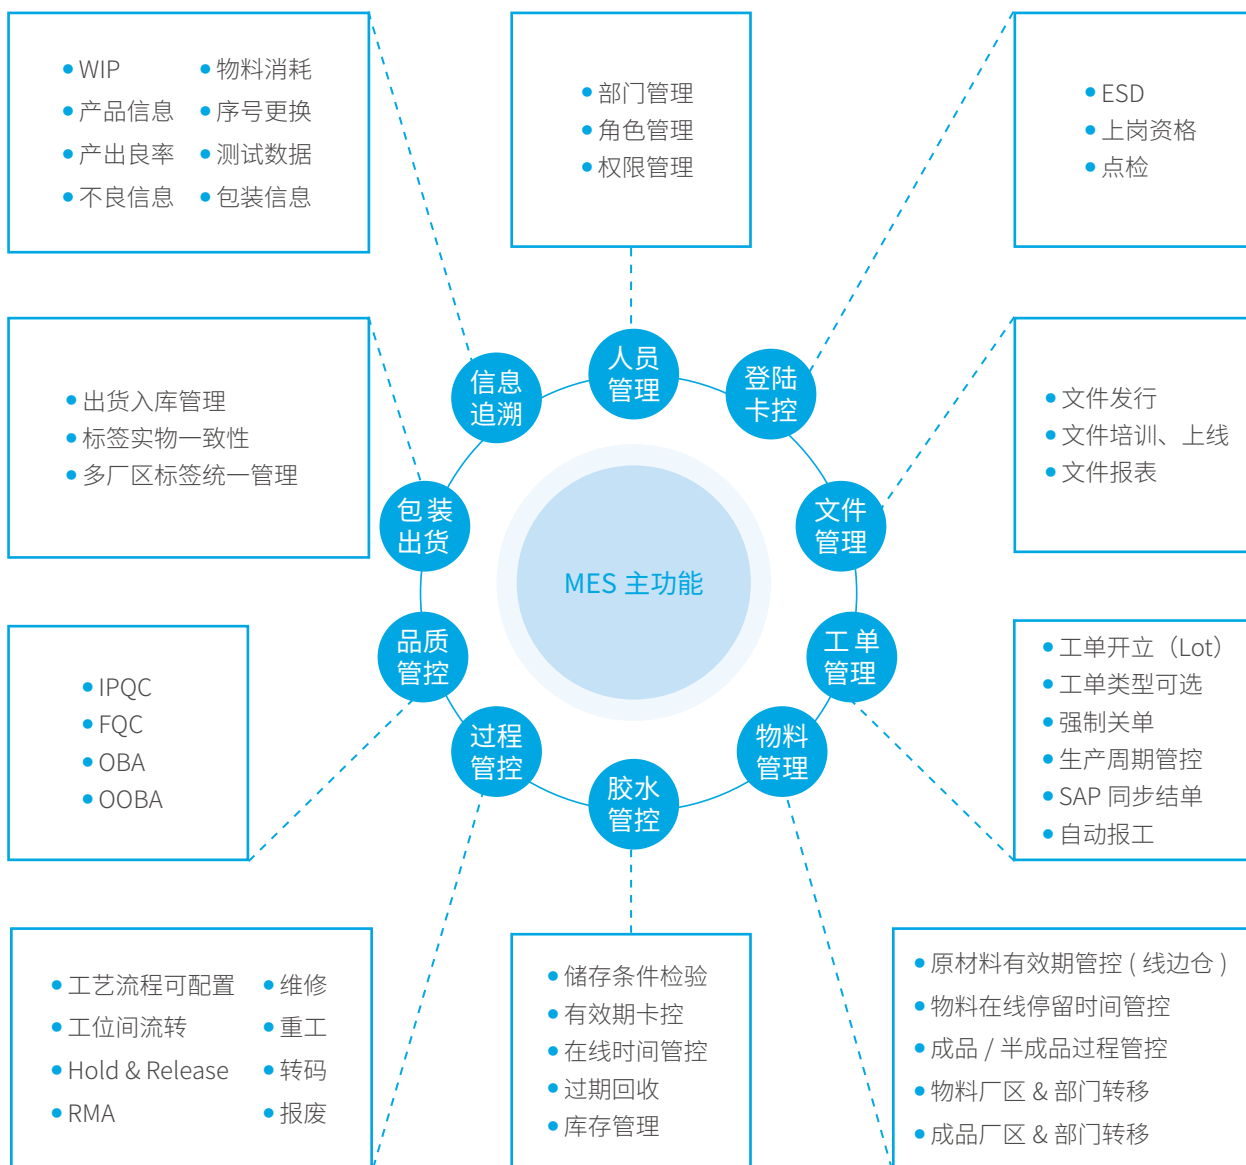 ● WIP
● 产品信息
● 产出良率
● 不良信息
● 物料消耗
● 序号更换
● 测试数据
● 包装信息
● 部门管理
● 角色管理
● 权限管理
● ESD
● 上岗资格
● 点检
● 出货入库管理
● 标签实物一致性
● 多厂区标签统一管理
● 文件发行
● 文件培训、上线
● 文件报表
信息
追溯
人员
管理
登陆
卡控
包装
出货
文件
管理
MES 主功能
品质
管控
工单
管理
过程
管控
胶水
管控
物料
管理
● IPQC
● FQC
● OBA
● OOBA
● 工单开立（Lot）
● 工单类型可选
● 强制关单
● 生产周期管控
● SAP 同步结单
● 自动报工
● 工艺流程可配置
● 工位间流转
● Hold & Release
● RMA
● 维修
● 重工
● 转码
● 报废
● 储存条件检验
● 有效期卡控
● 在线时间管控
● 过期回收
● 库存管理
● 原材料有效期管控 ( 线边仓 )
● 物料在线停留时间管控
● 成品 / 半成品过程管控
● 物料厂区 & 部门转移
● 成品厂区 & 部门转移